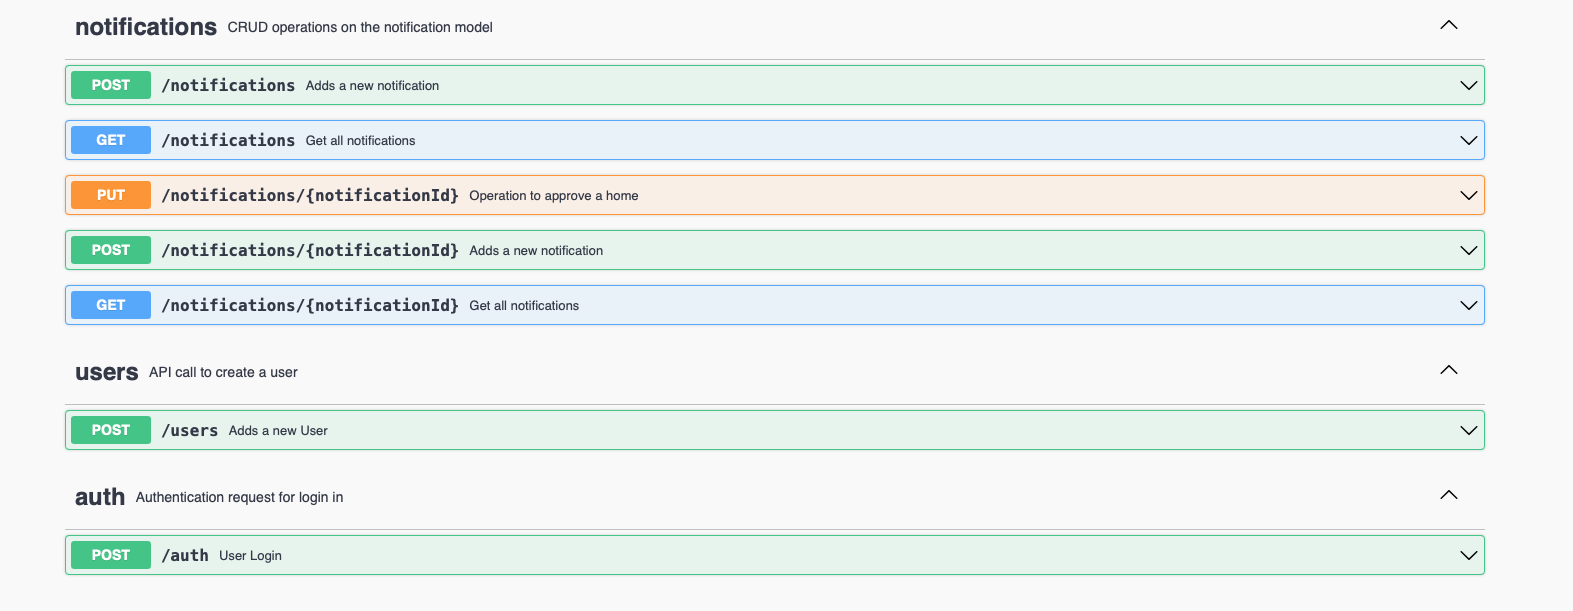 notifications CRUD operations on the notification model
POST /notifications Adds a new notification
GET /notifications Get all notifications
PUT /notifications/{notificationId} Operation to approve a home
POST /notifications/{notificationId} Adds a new notification
GET /notifications/{notificationId} Get all notifications
users API call to create a user
POST /users Adds a new User
auth Authentication request for login in
POST /auth User Login